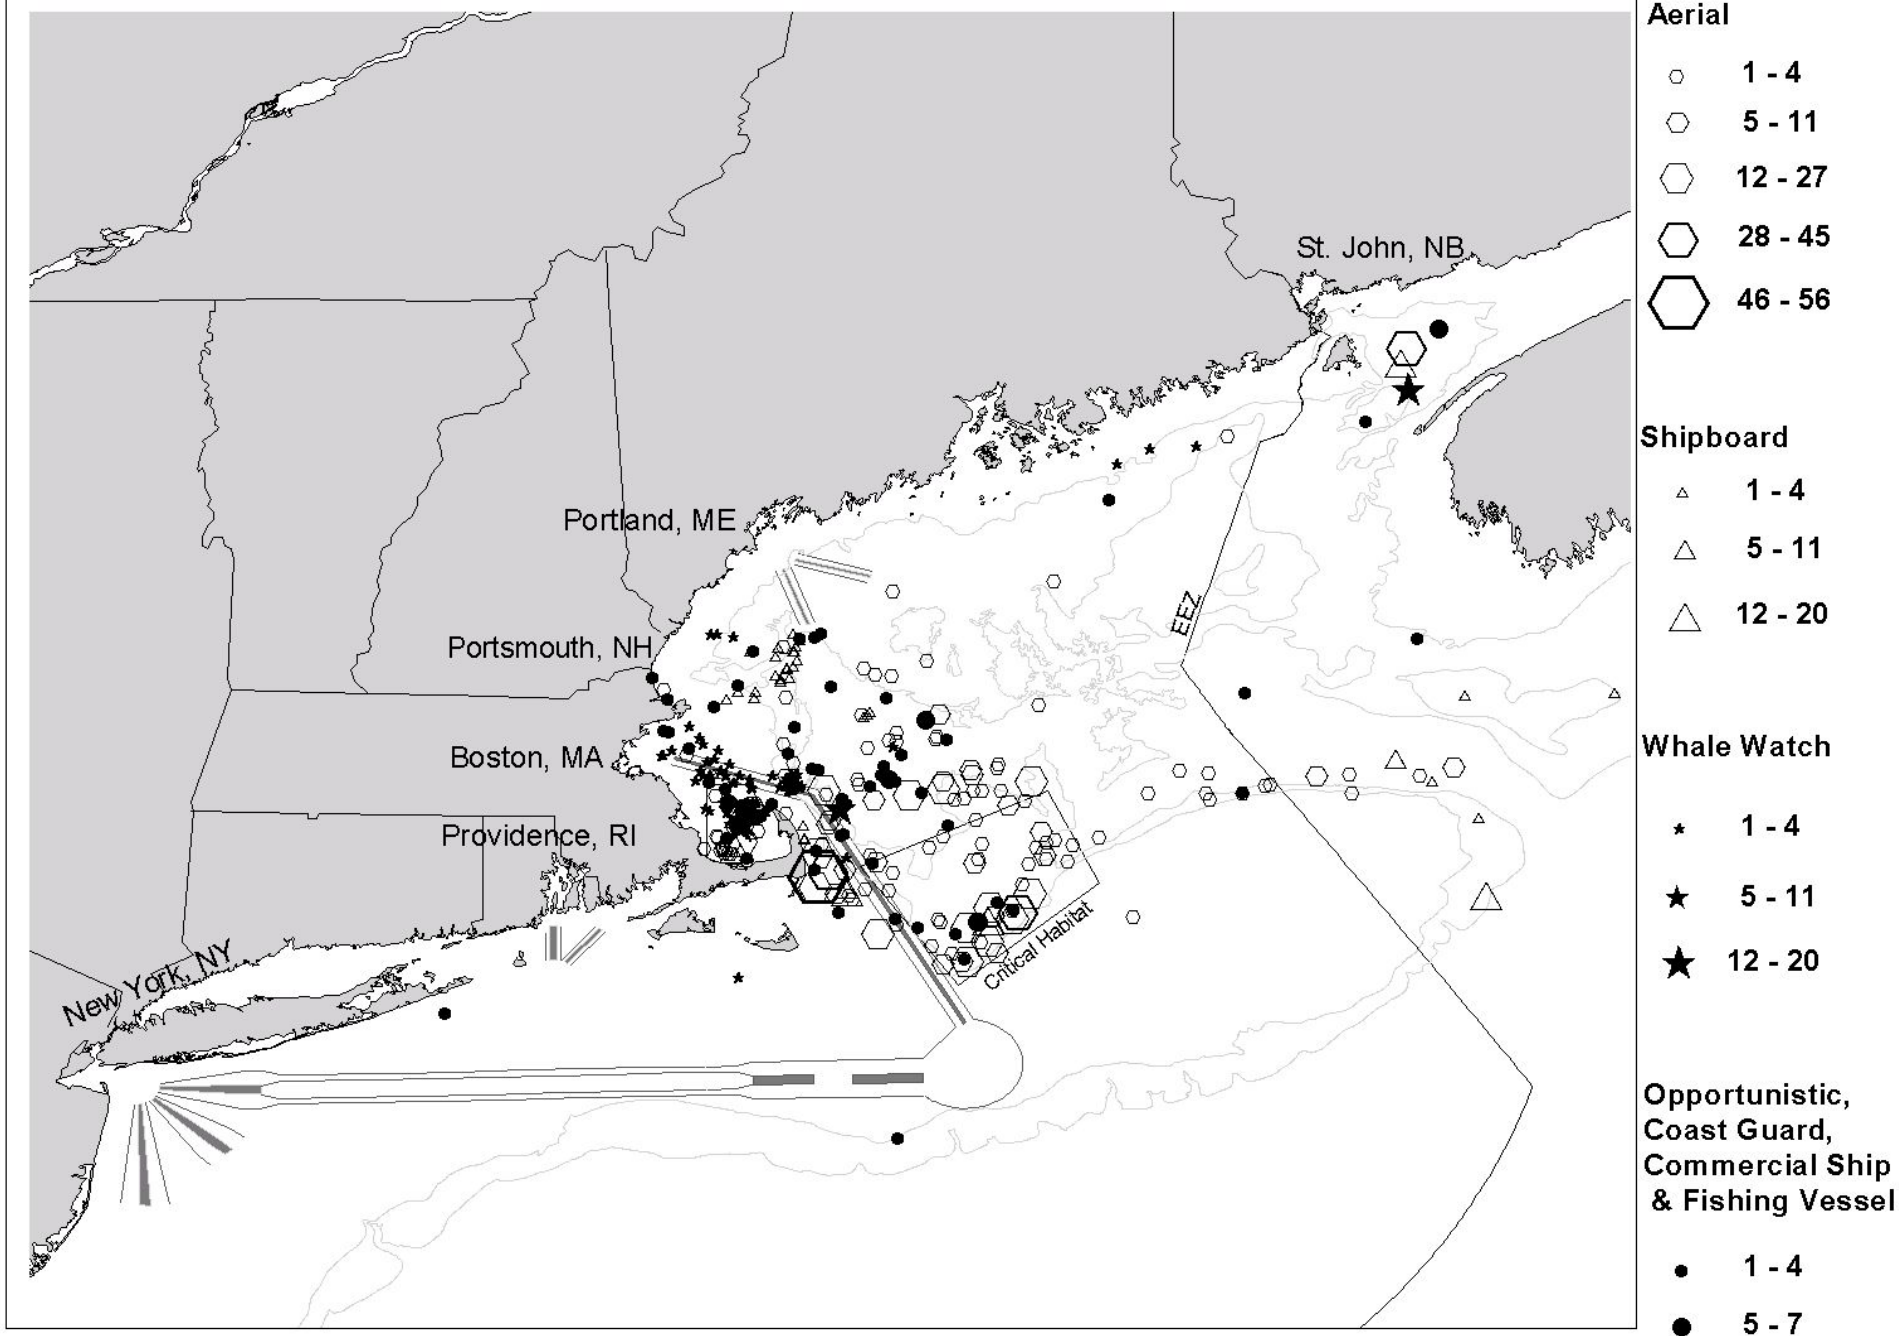 St. John, NB
Portland, ME
EEZ
Portsmouth, NH
Boston, MA
Providence, RI
Critical Habitat
New York, NY
Aerial
1 - 4
5 - 11
12 - 27
28 - 45
46 - 56
Shipboard
1 - 4
5 - 11
12 - 20
Whale Watch
1 - 4
5 - 11
12 - 20
Opportunistic,
Coast Guard,
Commercial Ship
& Fishing Vessel
1 - 4
5 - 7